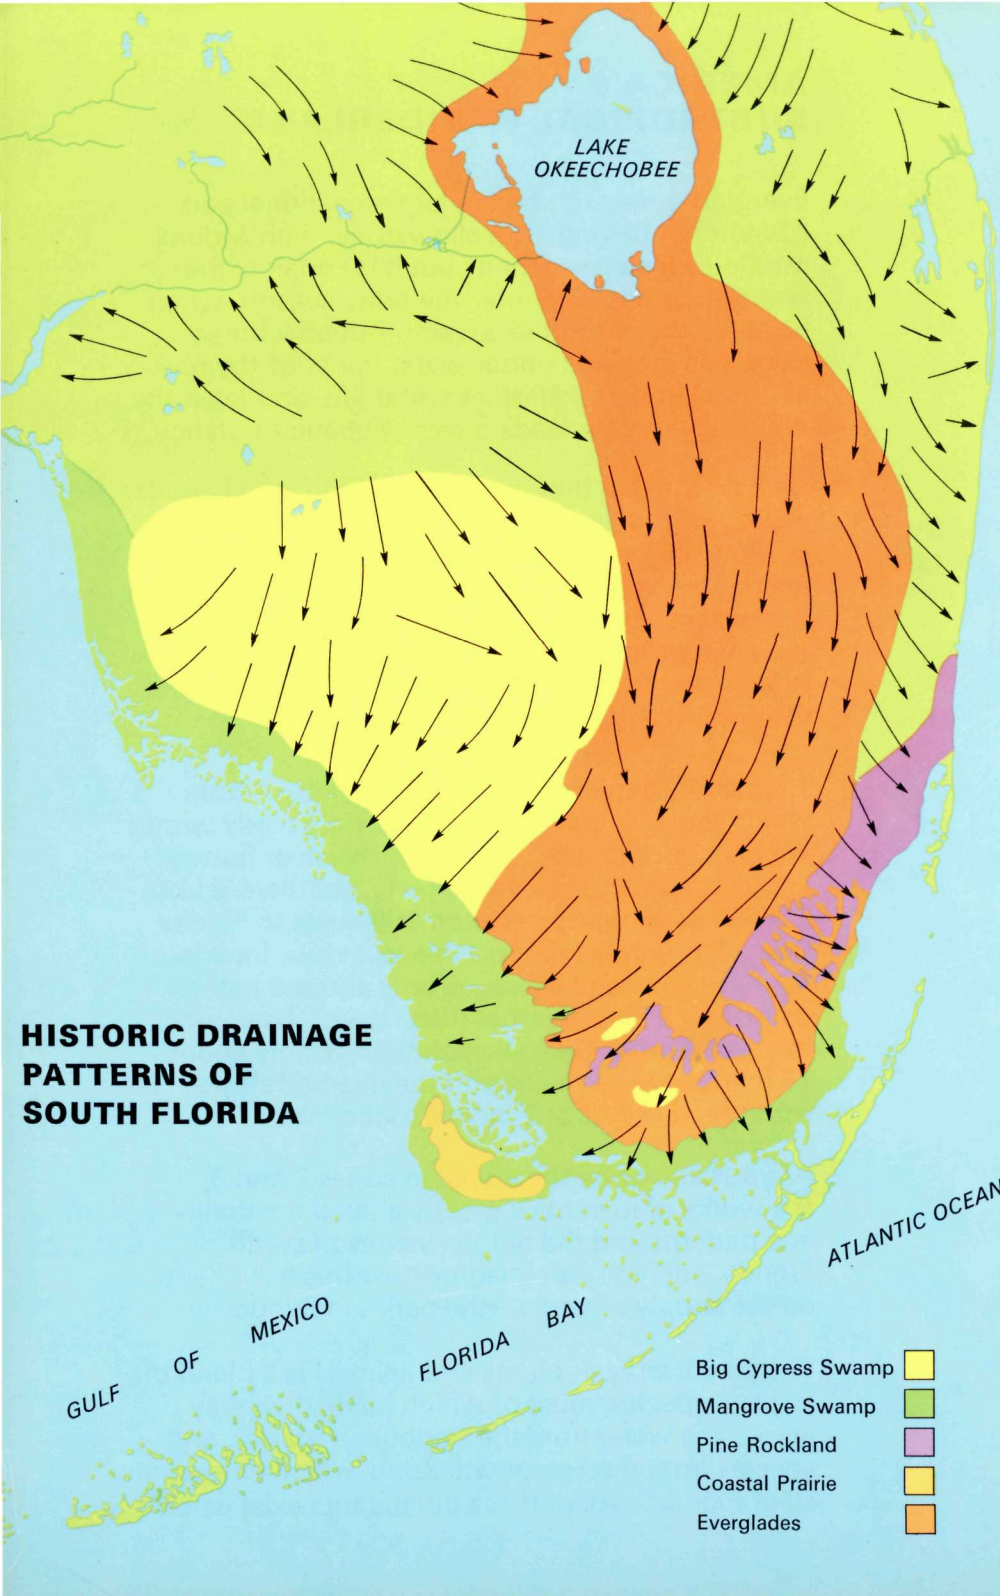 LAKE
OKEECHOBEE
HISTORIC DRAINAGE
PATTERNS OF
SOUTH FLORIDA
ATLANTIC OCEAN
GULF OF MEXICO
FLORIDA BAY
Big Cypress Swamp
Mangrove Swamp
Pine Rockland
Coastal Prairie
Everglades